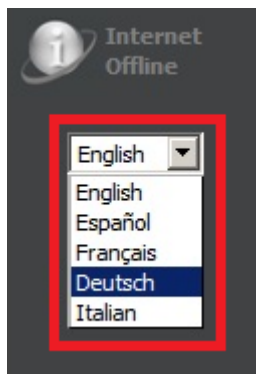 Internet
Offline
English
English
Español
Français
Deutsch
Italian